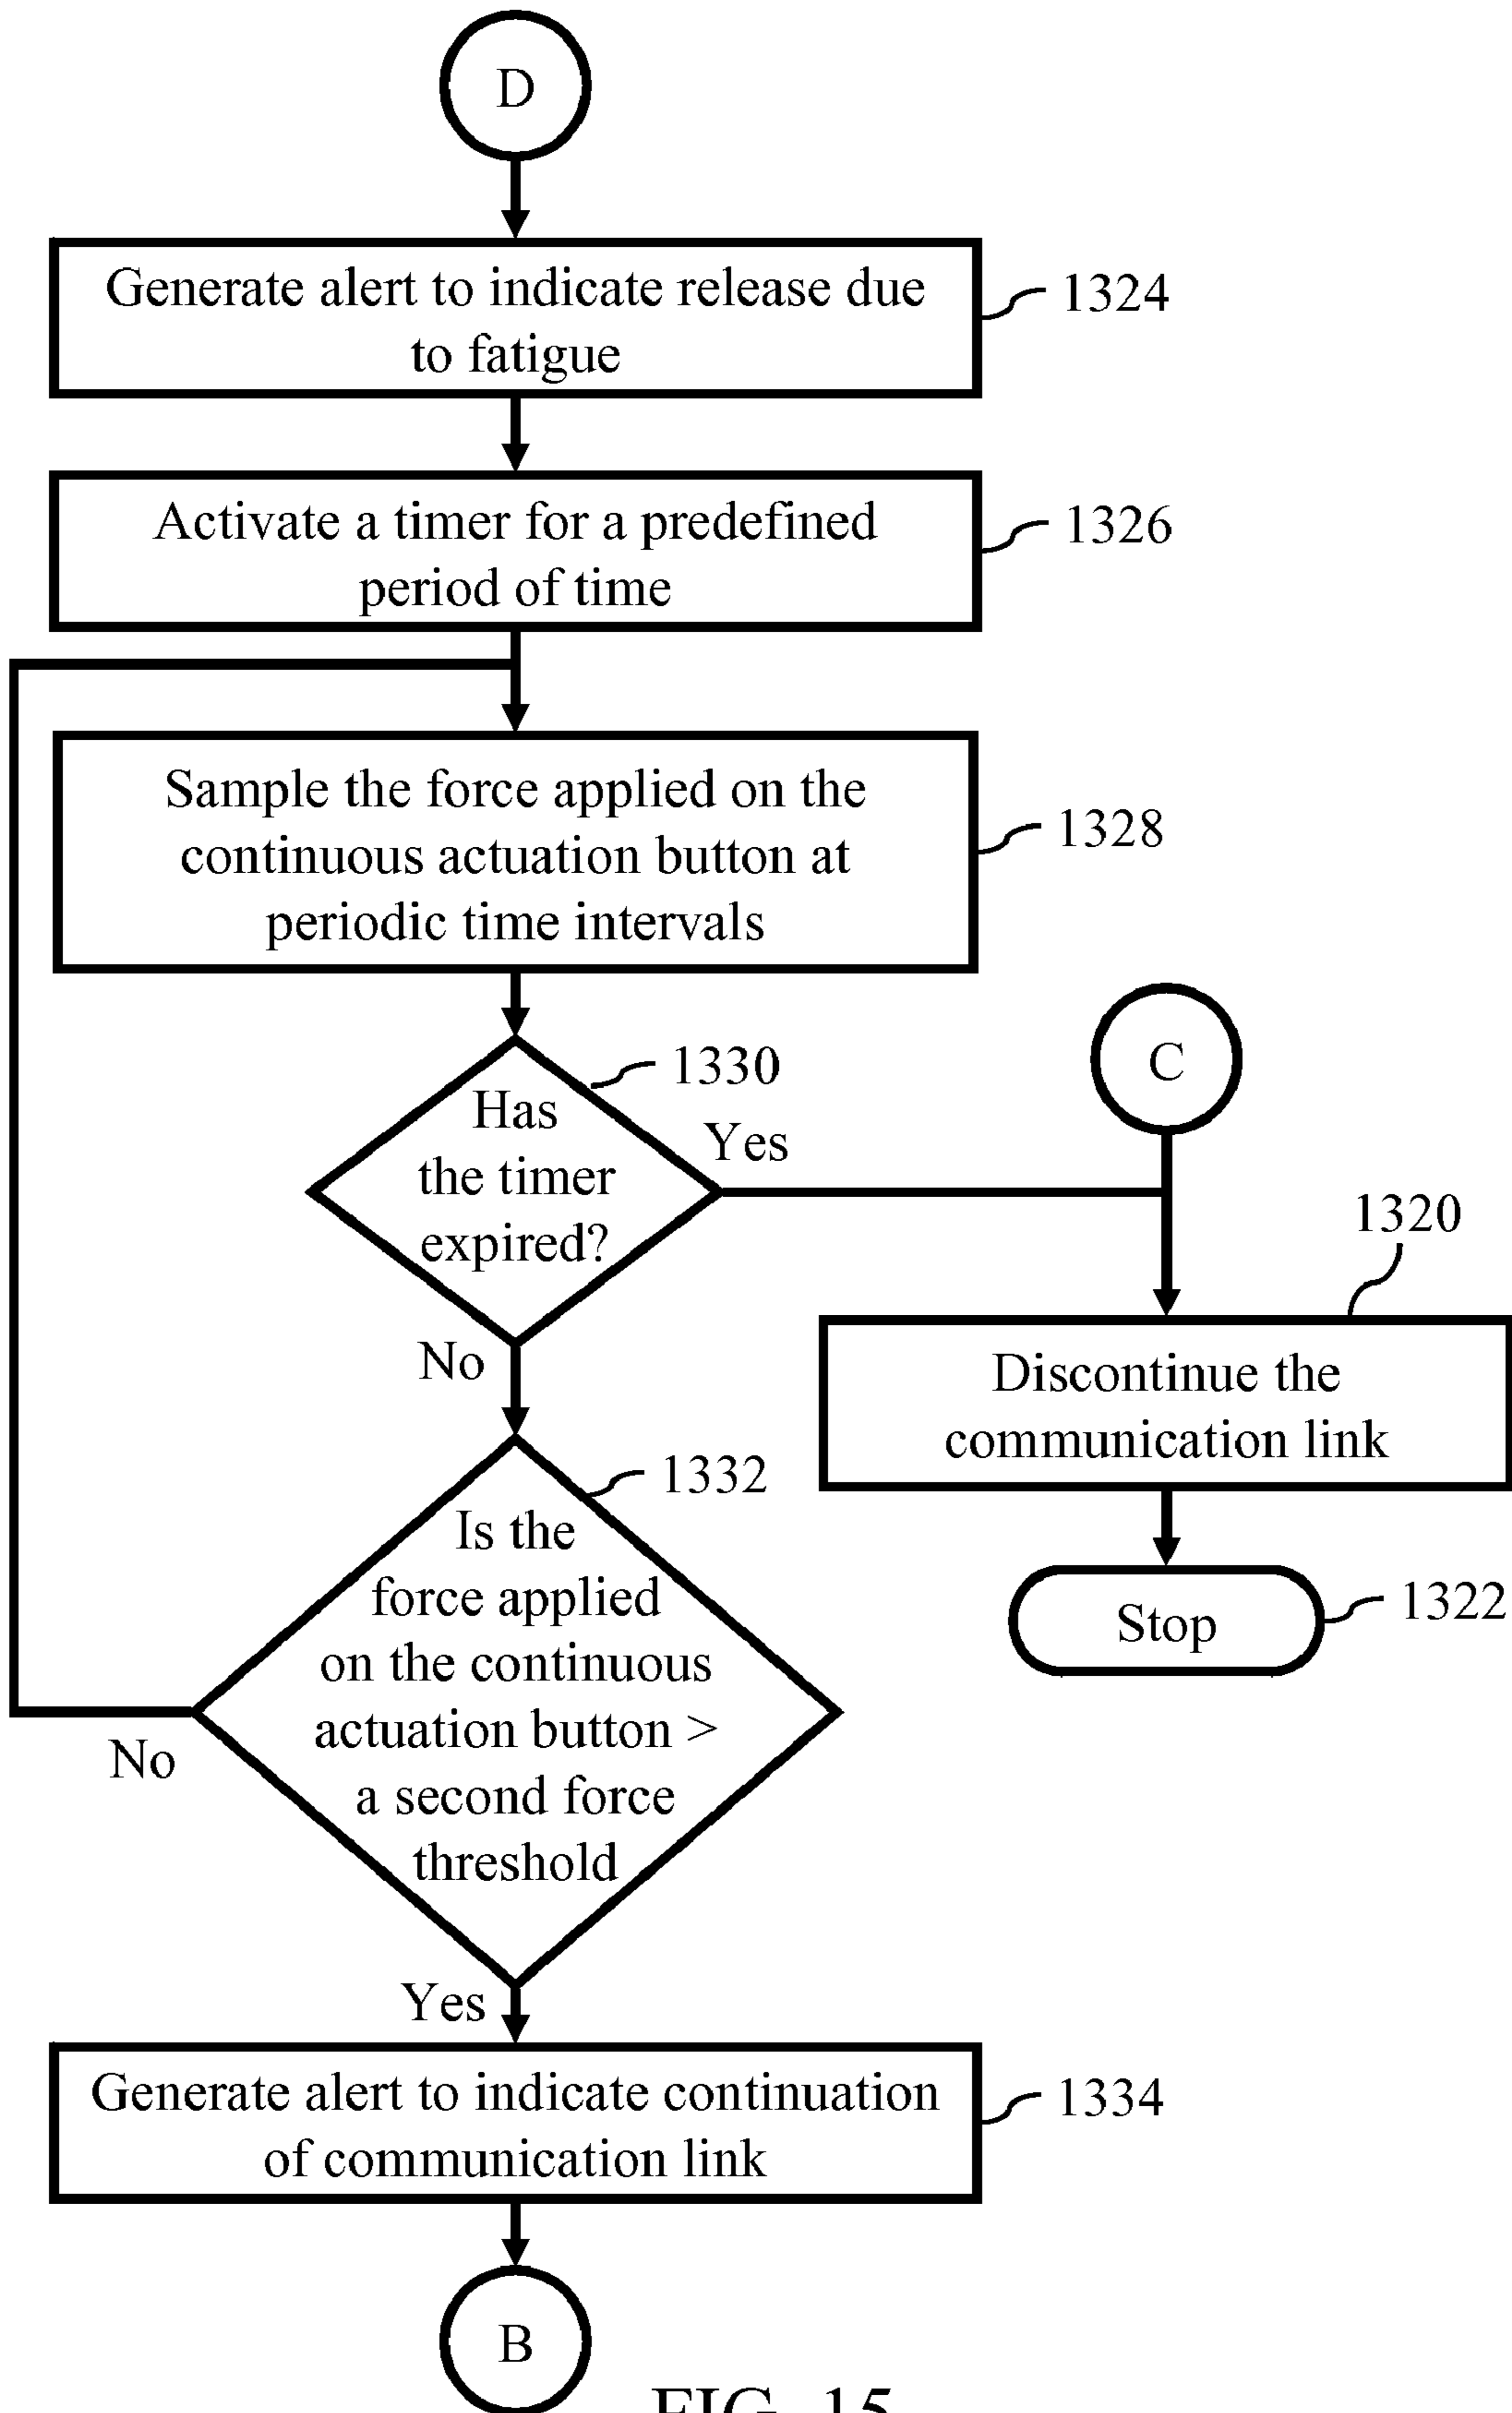 D
Generate alert to indicate release due
to fatigue
1324
Activate a timer for a predefined
period of time
1326
Sample the force applied on the
continuous actuation button at
periodic time intervals
1328
Has
the timer
expired?
1330
Yes
No
C
1320
Discontinue the
communication link
Stop
1322
Is the
force applied
on the continuous
actuation button >
a second force
threshold
1332
No
Yes
Generate alert to indicate continuation
of communication link
1334
B
FIG. 15